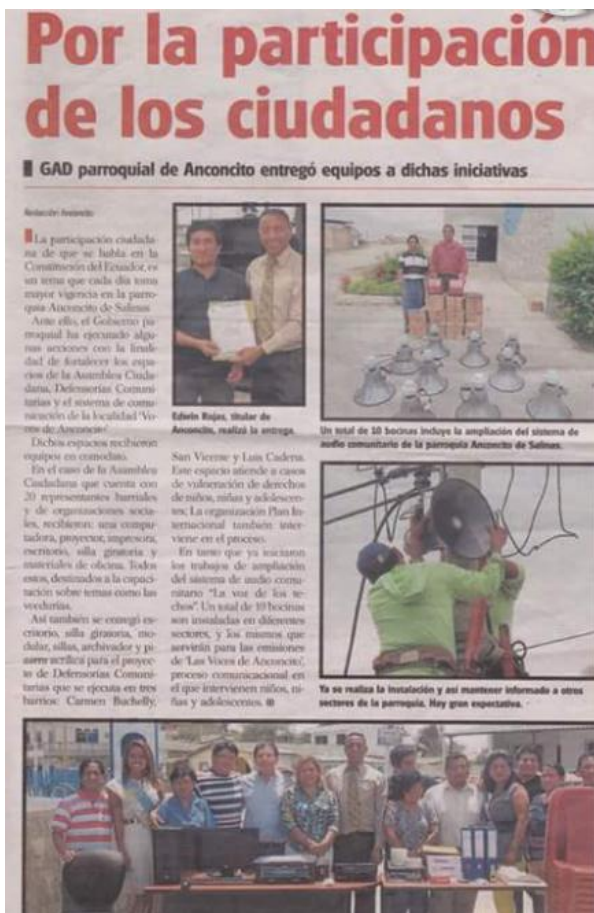 Por la participación
de los ciudadanos
GAD parroquial de Anconcito entregó equipos a dichas iniciativas
Redacción Anconcito
La participación ciudada-
na de que se habla en la
Constitución del Ecuador, es
un tema que cada día toma
mayor vigencia en la parro-
quia Anconcito de Salinas.
Ante ello, el Gobierno pa-
rroquial ha ejecutado algu-
nas acciones con la finali-
dad de fortalecer los espa-
cios de la Asamblea Ciuda-
dana, Defensorías Comuni-
tarias y el sistema de comu-
nicación de la localidad 'Vo-
ces de Anconcito'.
Dichos espacios recibieron
equipos en comodato.
En el caso de la Asamblea
Ciudadana que cuenta con
20 representantes barriales
y de organizaciones socia-
les, recibieron: una compu-
tadora, proyector, impresora,
escritorio, silla giratoria y
materiales de oficina. Todos
estos, destinados a la capaci-
tación sobre temas como las
veedurías.
Así también se entregó es-
critorio, silla giratoria, mo-
dular, sillas, archivador y pi-
zarra acrílica para el proyec-
to de Defensorías Comuni-
tarias que se ejecuta en tres
barrios: Carmen Buchelly,
Edwin Rojas, titular de
Anconcito, realizó la entrega.
San Vicente y Luis Cadena.
Este espacio atiende a casos
de vulneración de derechos
de niños, niñas y adolescen-
tes; La organización Plan In-
ternacional también inter-
viene en el proceso.
En tanto que ya iniciaron
los trabajos de ampliación
del sistema de audio comu-
nitario "La voz de los te-
chos". Un total de 10 bocinas
son instaladas en diferentes
sectores, y los mismos que
servirán para las emisiones
de 'Las Voces de Anconcito',
proceso comunicacional en
el que intervienen niños, ni-
ñas y adolescentes.
Un total de 10 bocinas incluye la ampliación del sistema de
audio comunitario de la parroquia Anconcito de Salinas.
Ya se realiza la instalación y así mantener informado a otros
sectores de la parroquia. Hay gran expectativa.